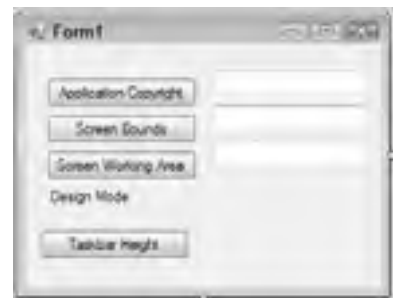 Form1
Application Copyright
Screen Bounds
Screen Working Area
Design Mode
Taskbar Height